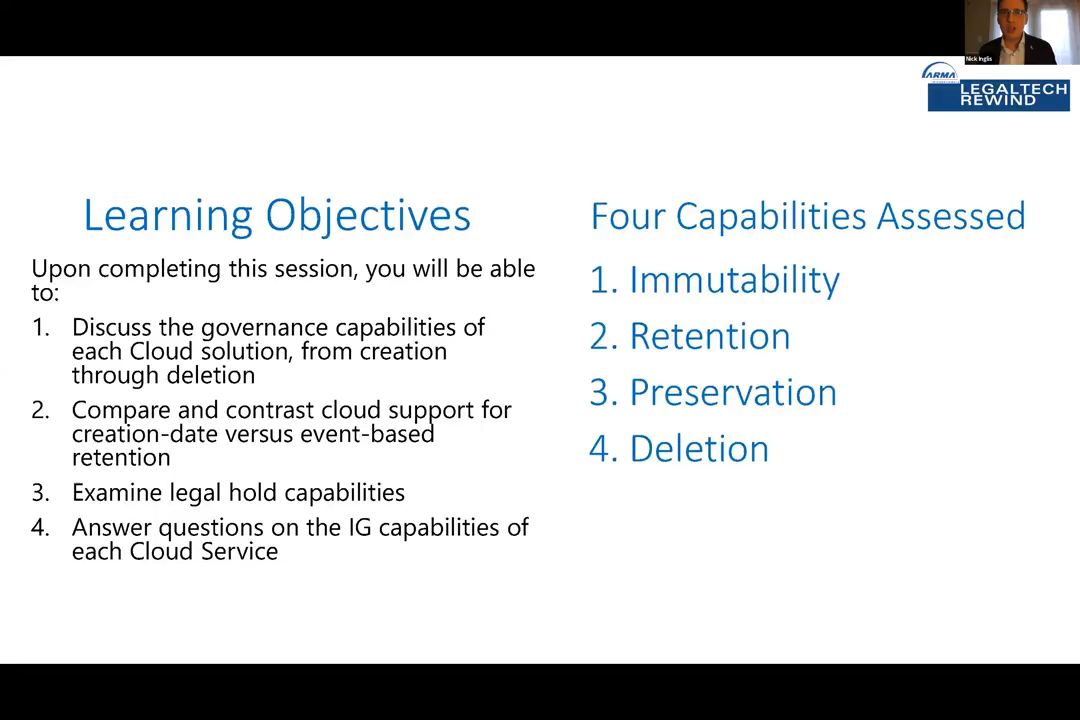 Nick Inglis
ARMA
LEGALTECH
REWIND
Learning Objectives
Upon completing this session, you will be able
to:
1. Discuss the governance capabilities of
each Cloud solution, from creation
through deletion
2. Compare and contrast cloud support for
creation-date versus event-based
retention
3. Examine legal hold capabilities
4. Answer questions on the IG capabilities of
each Cloud Service
Four Capabilities Assessed
1. Immutability
2. Retention
3. Preservation
4. Deletion